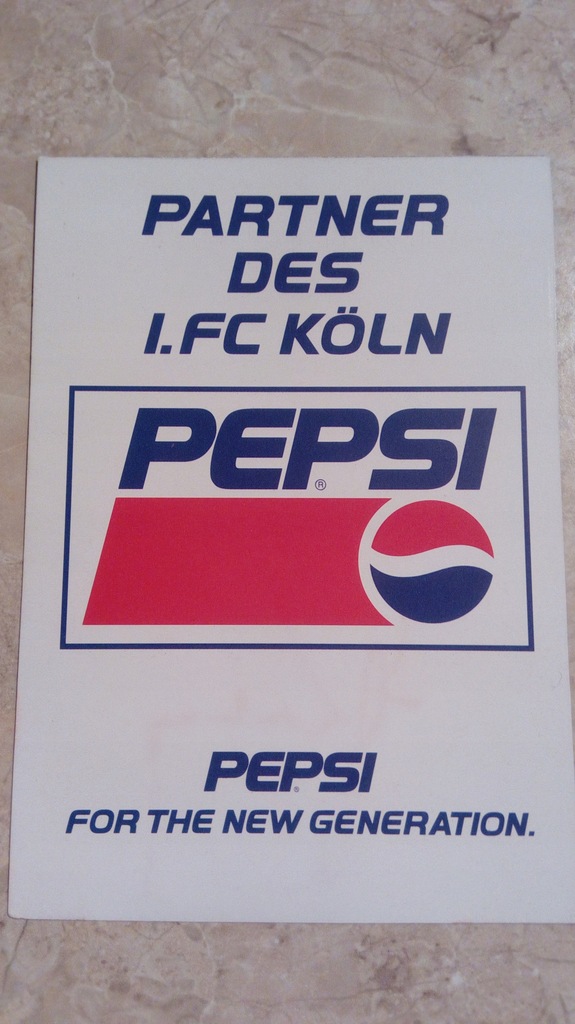 PARTNER
DES
1.FC KÖLN
PEPSI
®
PEPSI
FOR THE NEW GENERATION.